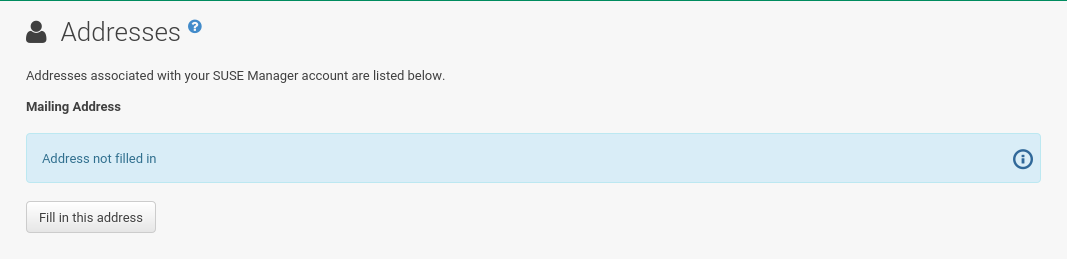 Addresses
Addresses associated with your SUSE Manager account are listed below.
Mailing Address
Address not filled in
Fill in this address